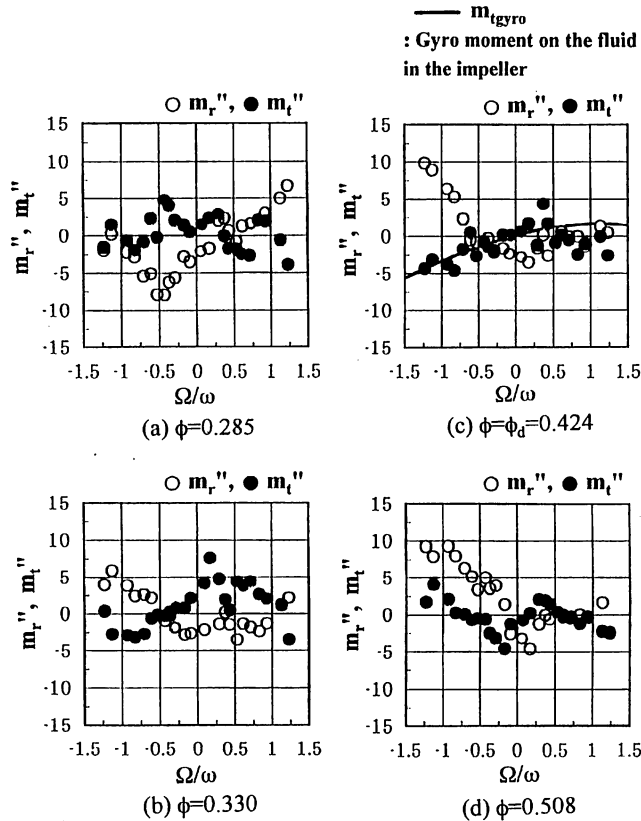 — m_tgyro
: Gyro moment on the fluid
in the impeller
○ m_r'', ● m_t''
15
10
5
0
-5
-10
-15
m_r'', m_t''
-1.5 -1 -0.5 0 0.5 1 1.5
Ω/ω
(a) ϕ=0.285
○ m_r'', ● m_t''
15
10
5
0
-5
-10
-15
m_r'', m_t''
-1.5 -1 -0.5 0 0.5 1 1.5
Ω/ω
(c) ϕ=ϕ_d=0.424
○ m_r'', ● m_t''
15
10
5
0
-5
-10
-15
m_r'', m_t''
-1.5 -1 -0.5 0 0.5 1 1.5
Ω/ω
(b) ϕ=0.330
○ m_r'', ● m_t''
15
10
5
0
-5
-10
-15
m_r'', m_t''
-1.5 -1 -0.5 0 0.5 1 1.5
Ω/ω
(d) ϕ=0.508